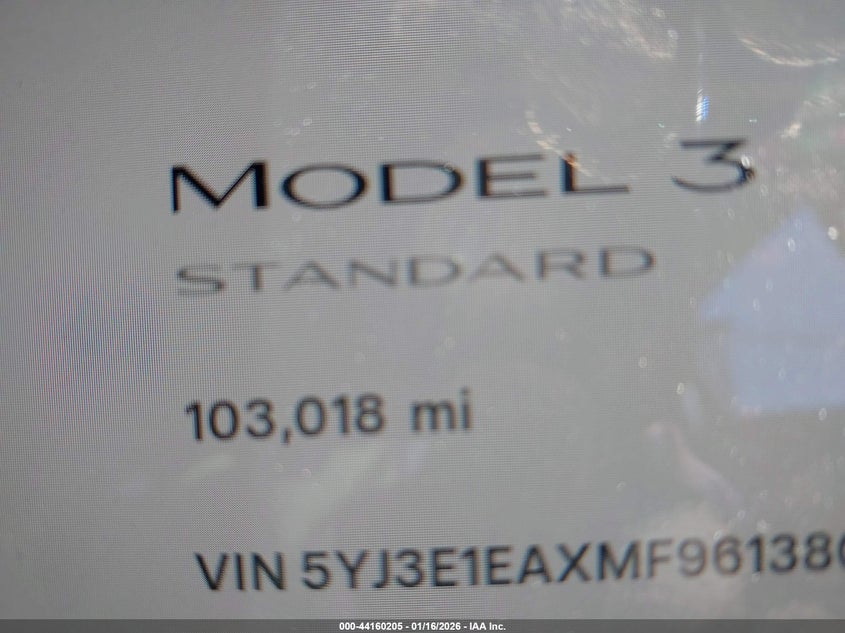 MODEL 3
STANDARD
103,018 mi
VIN 5YJ3E1EAXMF96138
000-44160205 - 01/16/2026 - IAA Inc.